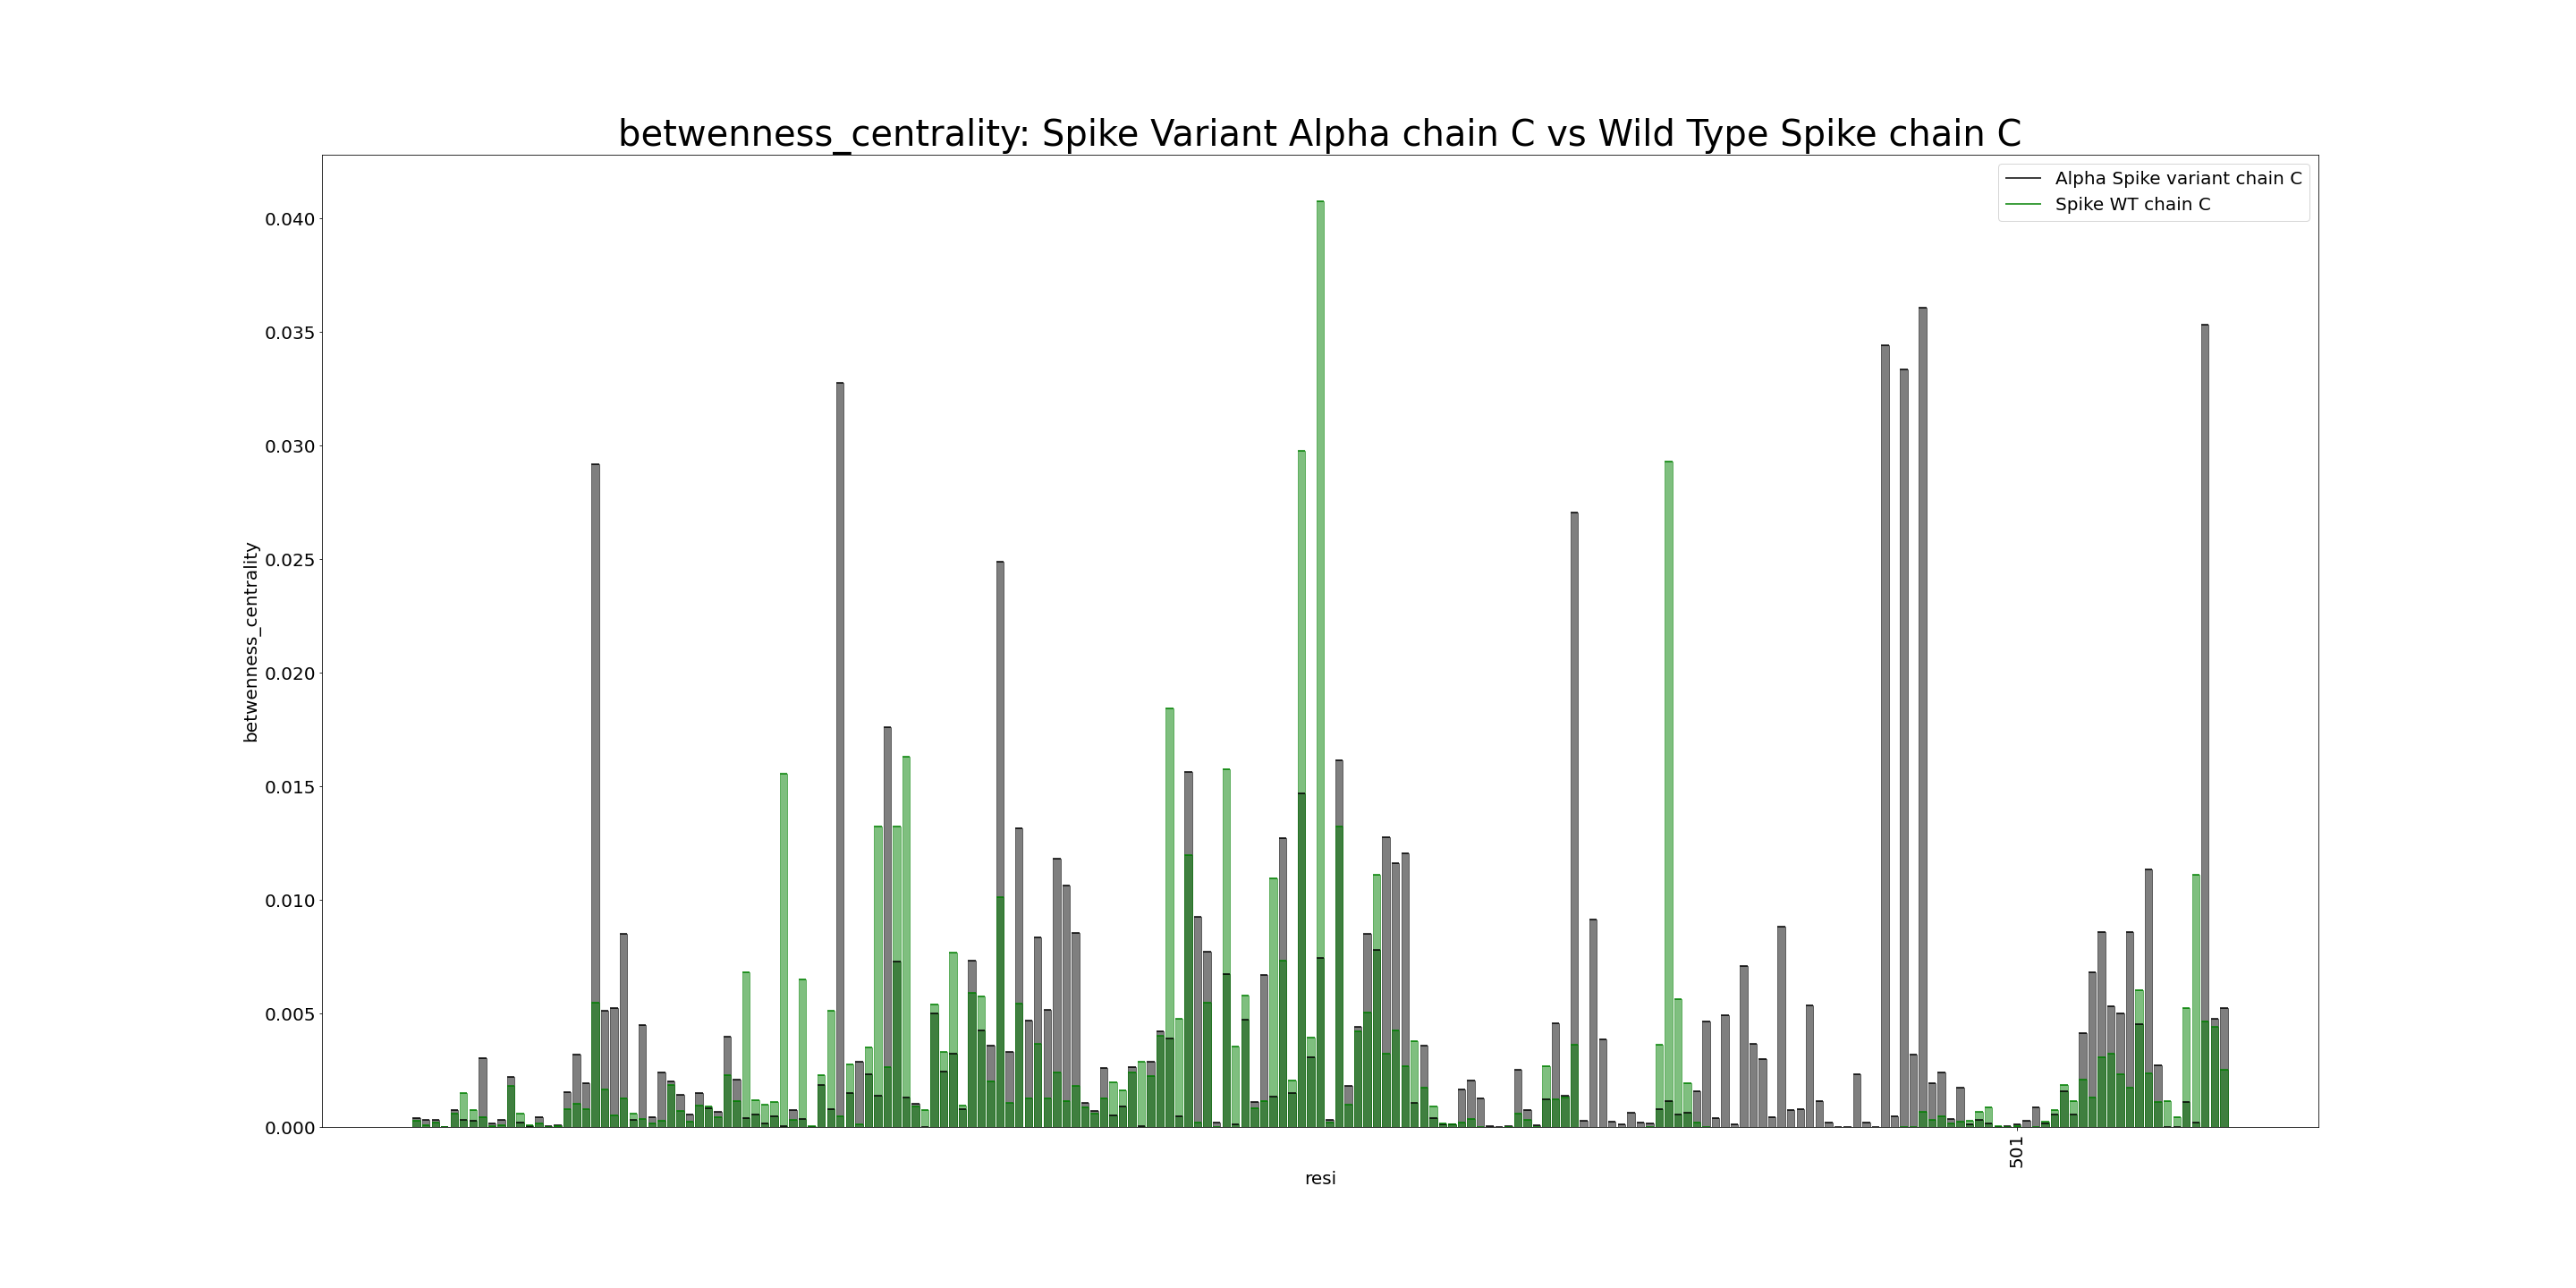 betwenness_centrality: Spike Variant Alpha chain C vs Wild Type Spike chain C
Alpha Spike variant chain C
Spike WT chain C
0.040
0.035
0.030
0.025
0.020
0.015
0.010
0.005
0.000
betwenness_centrality
501
resi